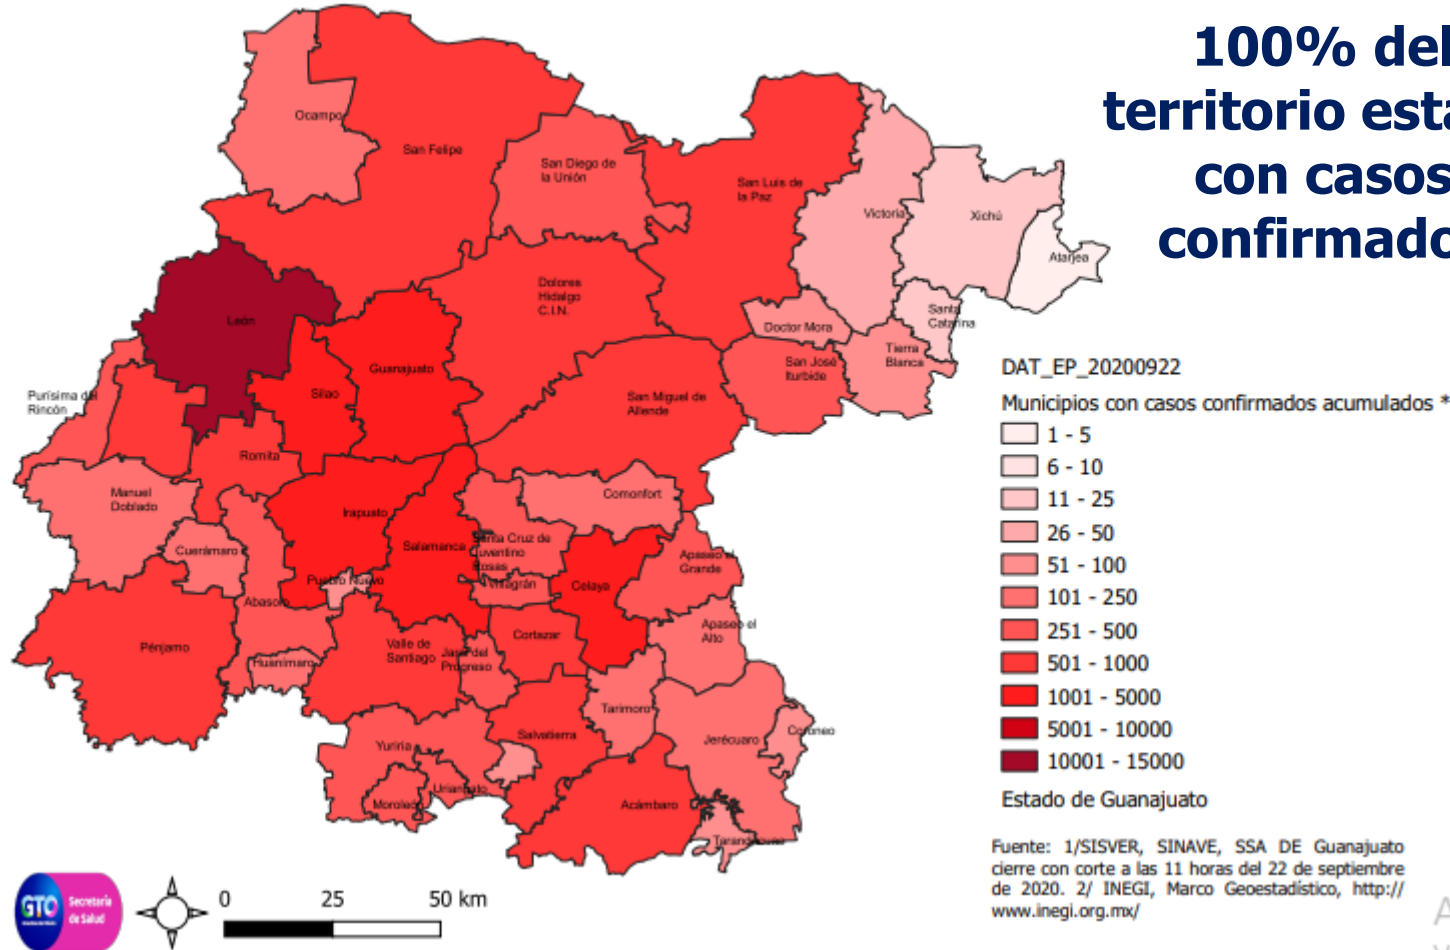 100% del
territorio esta
con casos
confirmado
Ocampo
San Felipe
San Diego de
la Unión
San Luis de
la Paz
Victoria
Xichú
Atarjea
León
Dolores
Hidalgo
C.I.N.
Santa
Catarina
Doctor Mora
Tierra
Blanca
San José
Iturbide
Guanajuato
Silao
San Miguel de
Allende
Purísima del
Rincón
Romita
Manuel
Doblado
Comonfort
Irapuato
Salamanca
Cuerámaro
Santa Cruz de
Juventino
Rosas
Apaseo el
Grande
Pueblo Nuevo
Villagrán
Celaya
Abasolo
Apaseo el
Alto
Cortazar
Pénjamo
Valle de
Santiago
Jaral del
Progreso
Huanímaro
Tarimoro
Coroneo
Salvatierra
Jerécuaro
Yuriria
Uriangato
Moroleón
Acámbaro
Tarandacuao
DAT_EP_20200922
Municipios con casos confirmados acumulados *
1 - 5
6 - 10
11 - 25
26 - 50
51 - 100
101 - 250
251 - 500
501 - 1000
1001 - 5000
5001 - 10000
10001 - 15000
Estado de Guanajuato
Fuente: 1/SISVER, SINAVE, SSA DE Guanajuato
cierre con corte a las 11 horas del 22 de septiembre
de 2020. 2/ INEGI, Marco Geoestadístico, http://
www.inegi.org.mx/
GTO
Secretaría
de Salud
0 25 50 km